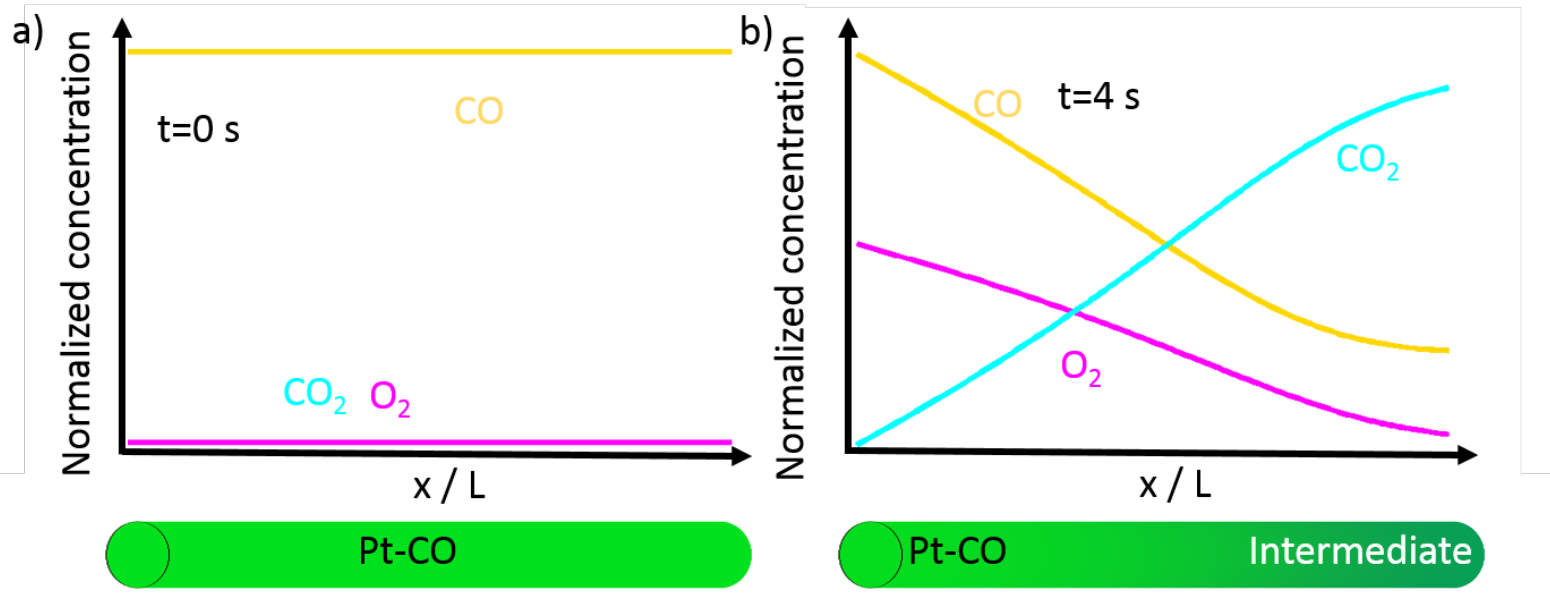 a)
Normalized concentration
t=0 s
CO
CO₂ O₂
x / L
Pt-CO
b)
Normalized concentration
CO
t=4 s
CO₂
O₂
x / L
Pt-CO
Intermediate